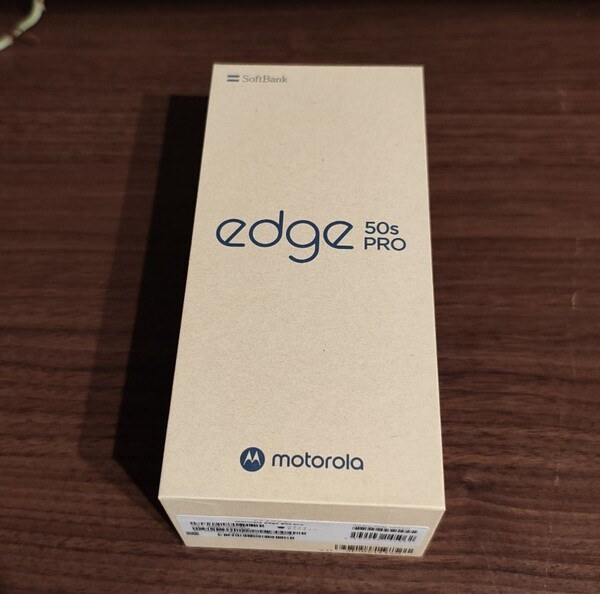 SoftBank
edge 50s
PRO
motorola